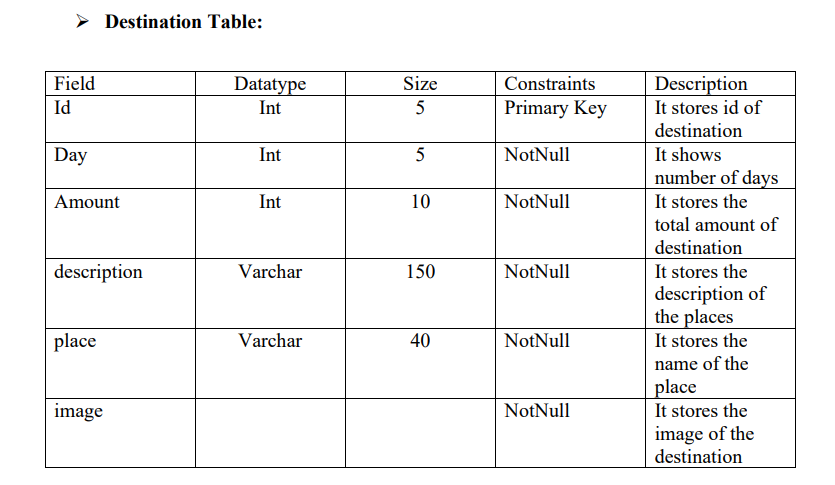 ➢ Destination Table:
Field Datatype Size Constraints Description
Id Int 5 Primary Key It stores id of
destination
Day Int 5 NotNull It shows
number of days
Amount Int 10 NotNull It stores the
total amount of
destination
description Varchar 150 NotNull It stores the
description of
the places
place Varchar 40 NotNull It stores the
name of the
place
image NotNull It stores the
image of the
destination